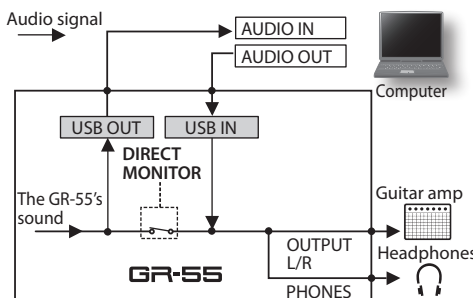 Audio signal
AUDIO IN
AUDIO OUT
Computer
USB OUT
USB IN
DIRECT
MONITOR
The GR-55's
sound
Guitar amp
OUTPUT
L/R
Headphones
GR-55
PHONES